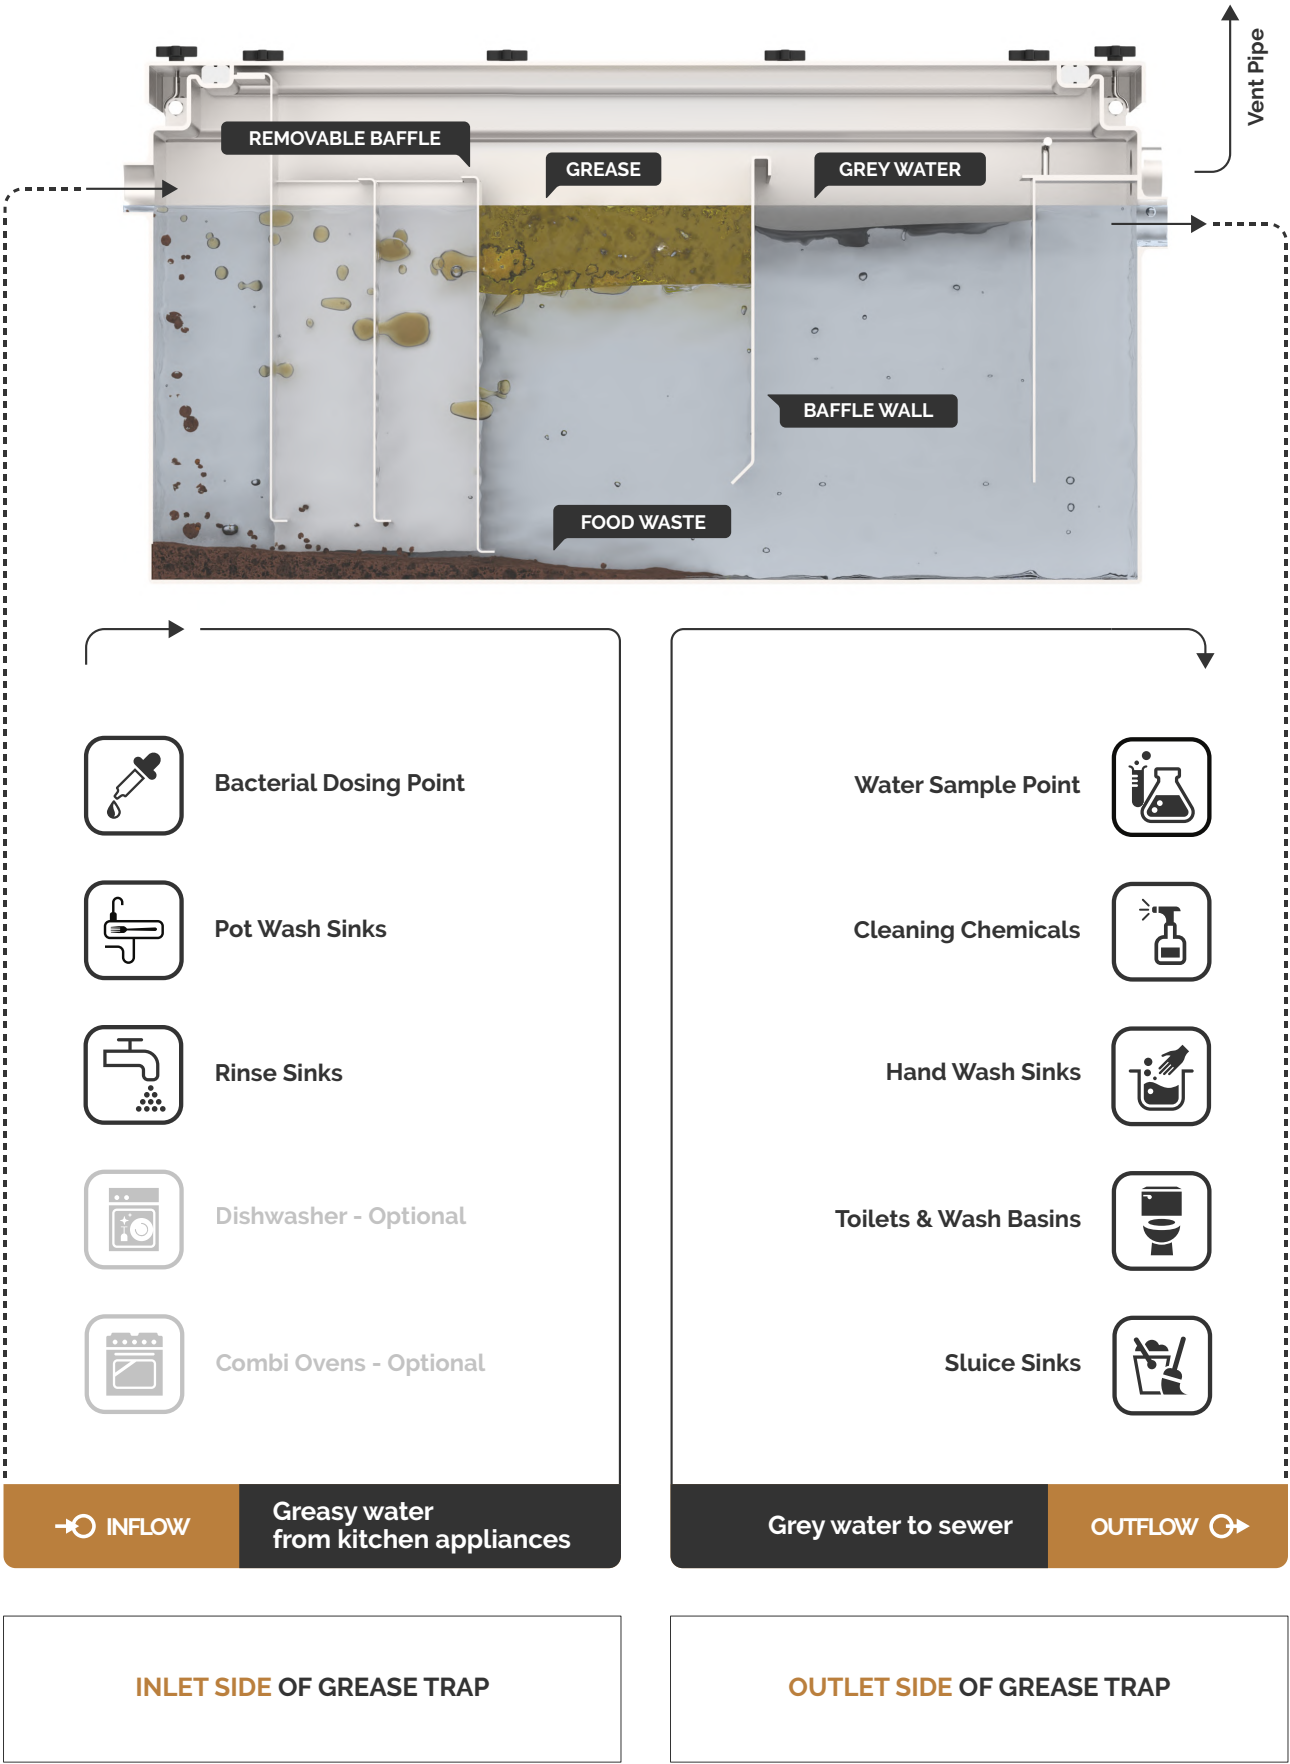 Vent Pipe
REMOVABLE BAFFLE
GREASE
GREY WATER
BAFFLE WALL
FOOD WASTE
Bacterial Dosing Point
Pot Wash Sinks
Rinse Sinks
Dishwasher - Optional
Combi Ovens - Optional
Water Sample Point
Cleaning Chemicals
Hand Wash Sinks
Toilets & Wash Basins
Sluice Sinks
INFLOW
Greasy water
from kitchen appliances
Grey water to sewer
OUTFLOW
INLET SIDE OF GREASE TRAP
OUTLET SIDE OF GREASE TRAP